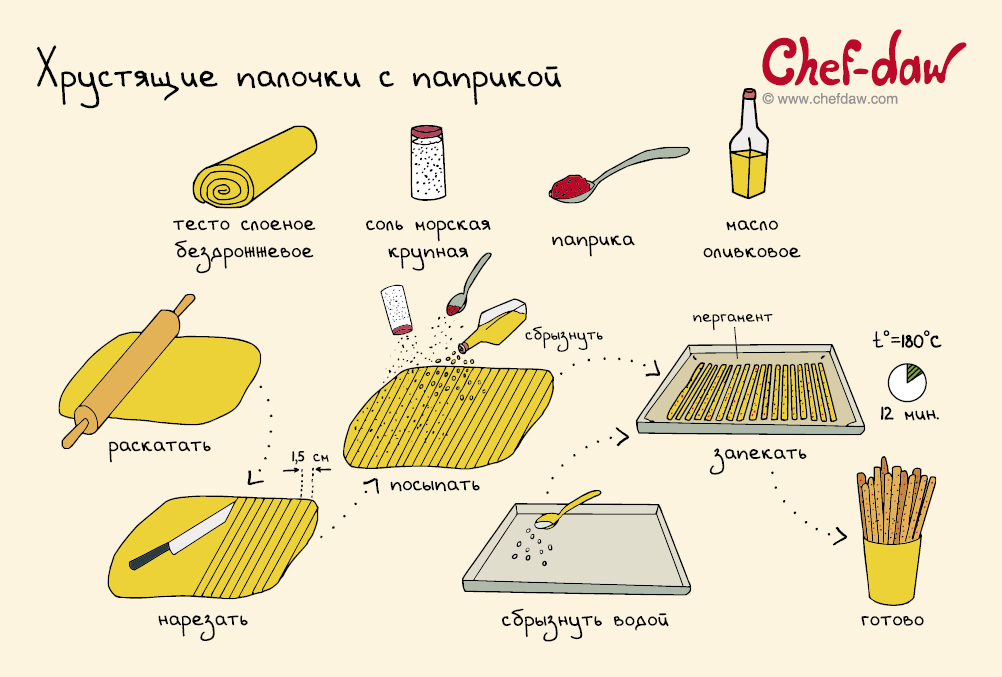 Хрустящие палочки с паприкой
Chef-daw
© www.chefdaw.com
тесто слоеное
бездрожжевое
соль морская
крупная
паприка
масло
оливковое
раскатать
сбрызнуть
посыпать
1,5 см
нарезать
пергамент
t°=180°c
12 мин.
запекать
сбрызнуть водой
готово